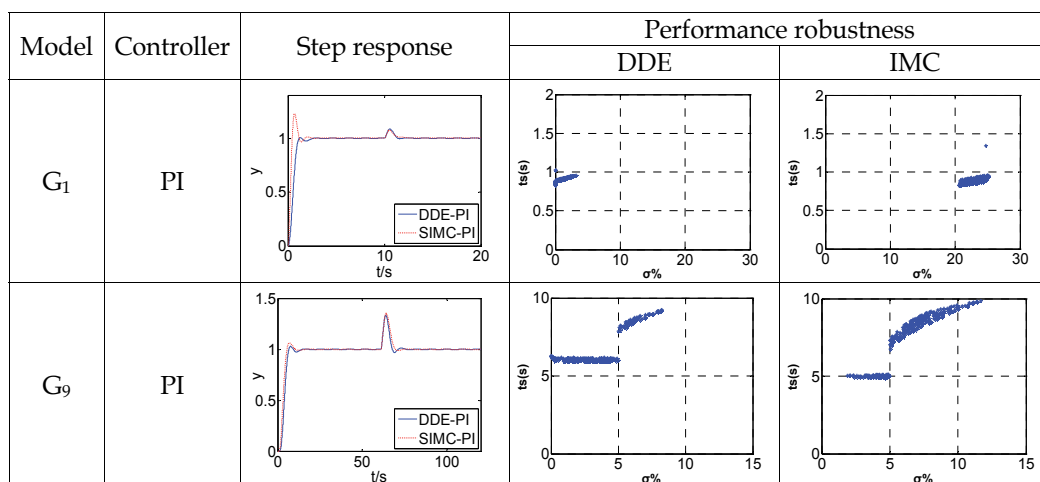 Model Controller Step response Performance robustness
DDE IMC
G1 PI
1
0.5
0
0 10 20
y
t/s
DDE-PI
SIMC-PI
2
1.5
1
0.5
0
0 10 20 30
ts(s)
σ%
2
1.5
1
0.5
0
0 10 20 30
ts(s)
σ%
G9 PI
1.5
1
0.5
0
0 50 100
y
t/s
DDE-PI
SIMC-PI
10
5
0
0 5 10 15
ts(s)
σ%
10
5
0
0 5 10 15
ts(s)
σ%